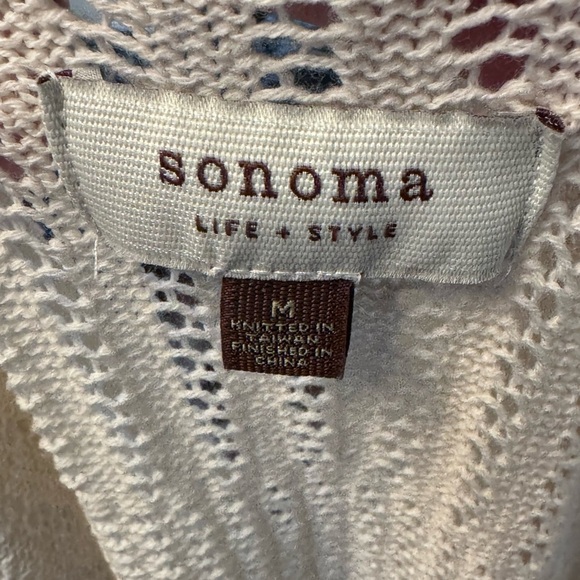 sonoma
LIFE + STYLE
M
KNITTED IN
TAIWAN
FINISHED IN
CHINA